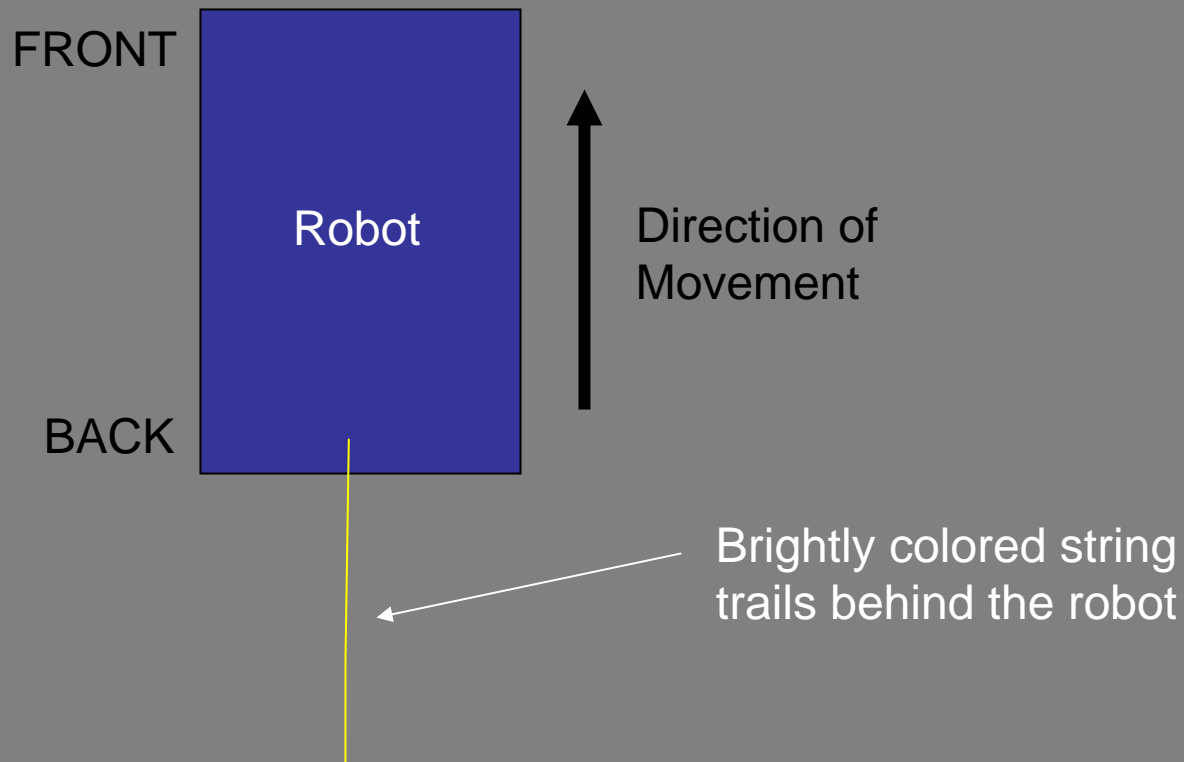 FRONT
Robot
Direction of
Movement
BACK
Brightly colored string
trails behind the robot